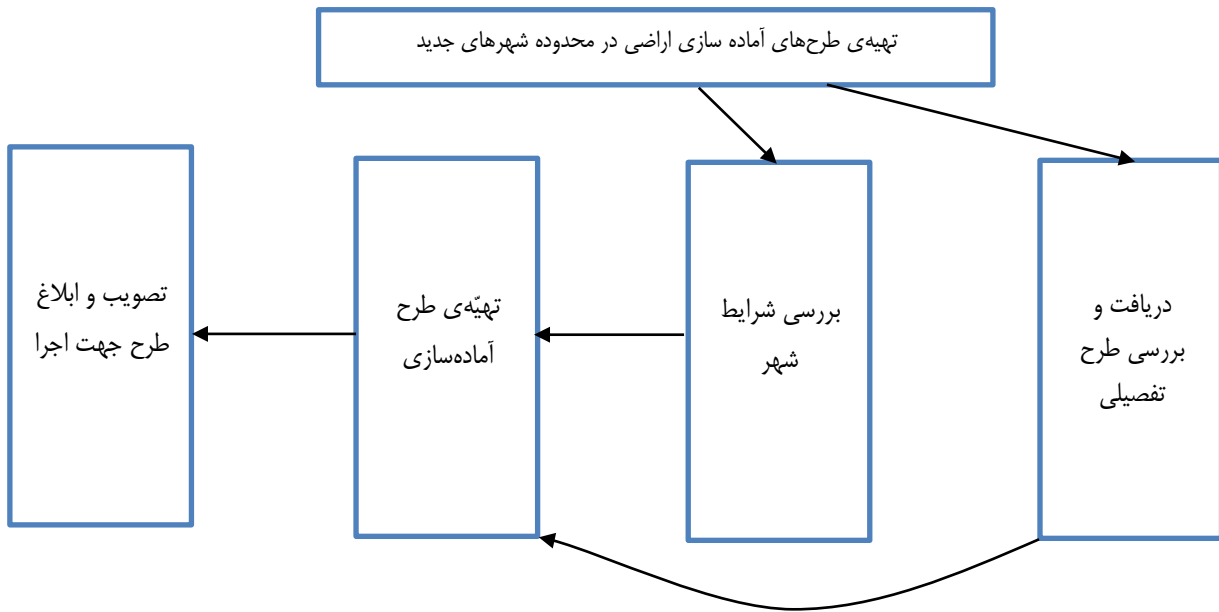 تهیه‌ی طرح‌های آماده سازی اراضی در محدوده شهرهای جدید
دریافت و
بررسی طرح
تفصیلی
بررسی شرایط
شهر
تهیّه‌ی طرح
آماده‌سازی
تصویب و ابلاغ
طرح جهت اجرا